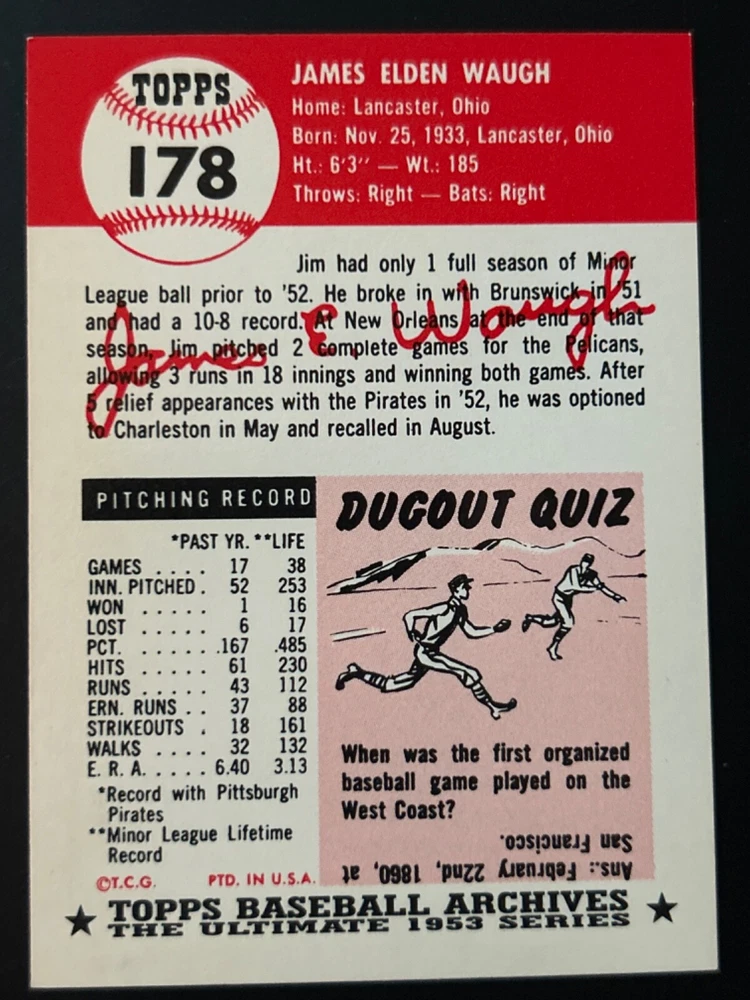 TOPPS
178
JAMES ELDEN WAUGH
Home: Lancaster, Ohio
Born: Nov. 25, 1933, Lancaster, Ohio
Ht.: 6'3" — Wt.: 185
Throws: Right — Bats: Right
Jim had only 1 full season of Minor
League ball prior to '52. He broke in with Brunswick in '51
and had a 10-8 record. At New Orleans at the end of that
season, Jim pitched 2 complete games for the Pelicans,
allowing 3 runs in 18 innings and winning both games. After
5 relief appearances with the Pirates in '52, he was optioned
to Charleston in May and recalled in August.
James E. Waugh
PITCHING RECORD
*PAST YR. **LIFE
GAMES . . . . 17 38
INN. PITCHED . 52 253
WON . . . . . 1 16
LOST . . . . . 6 17
PCT. . . . . . .167 .485
HITS . . . . . 61 230
RUNS . . . . . 43 112
ERN. RUNS . . 37 88
STRIKEOUTS . 18 161
WALKS . . . . 32 132
E. R. A. . . . . . 6.40 3.13
*Record with Pittsburgh
Pirates
**Minor League Lifetime
Record
©T.C.G. PTD. IN U.S.A.
DUGOUT QUIZ
When was the first organized
baseball game played on the
West Coast?
Ans.: February 22nd, 1860, at
San Francisco.
★ TOPPS BASEBALL ARCHIVES ★
THE ULTIMATE 1953 SERIES